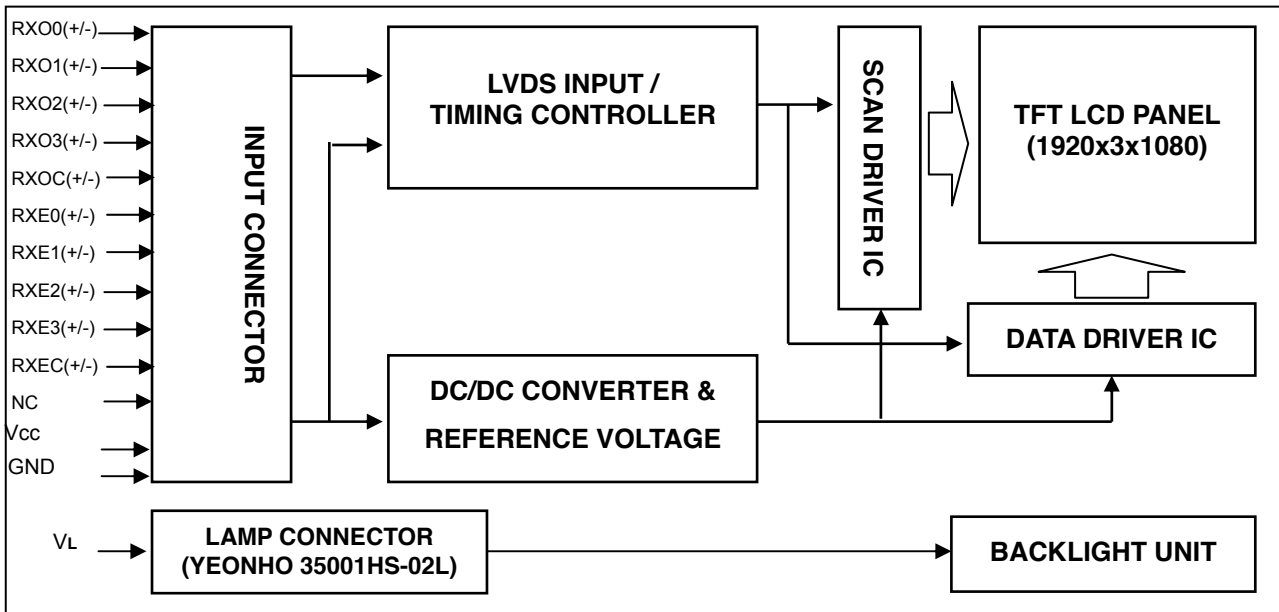 RXO0(+/-)
RXO1(+/-)
RXO2(+/-)
RXO3(+/-)
RXOC(+/-)
RXE0(+/-)
RXE1(+/-)
RXE2(+/-)
RXE3(+/-)
RXEC(+/-)
NC
Vcc
GND
INPUT CONNECTOR
LVDS INPUT /
TIMING CONTROLLER
SCAN DRIVER IC
TFT LCD PANEL
(1920x3x1080)
DATA DRIVER IC
DC/DC CONVERTER &
REFERENCE VOLTAGE
VL
LAMP CONNECTOR
(YEONHO 35001HS-02L)
BACKLIGHT UNIT